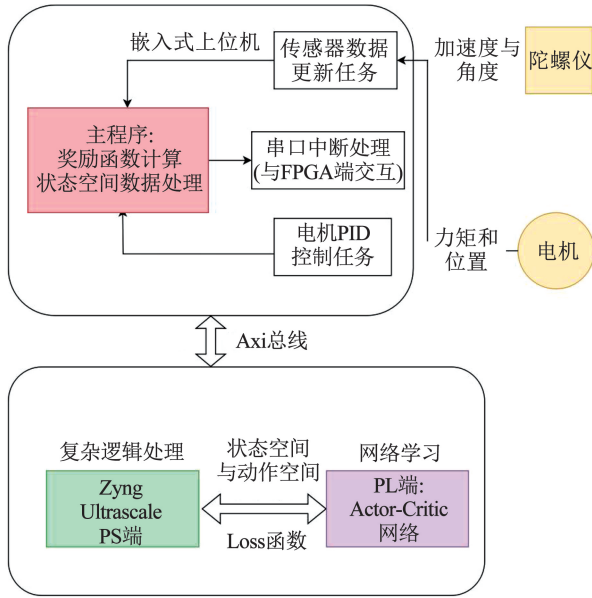 嵌入式上位机
传感器数据
更新任务
加速度与
角度
陀螺仪
主程序:
奖励函数计算
状态空间数据处理
串口中断处理
(与FPGA端交互)
电机PID
控制任务
力矩和
位置
电机
Axi总线
复杂逻辑处理
Zyng
Ultrascale
PS端
状态空间
与动作空间
Loss函数
网络学习
PL端:
Actor-Critic
网络